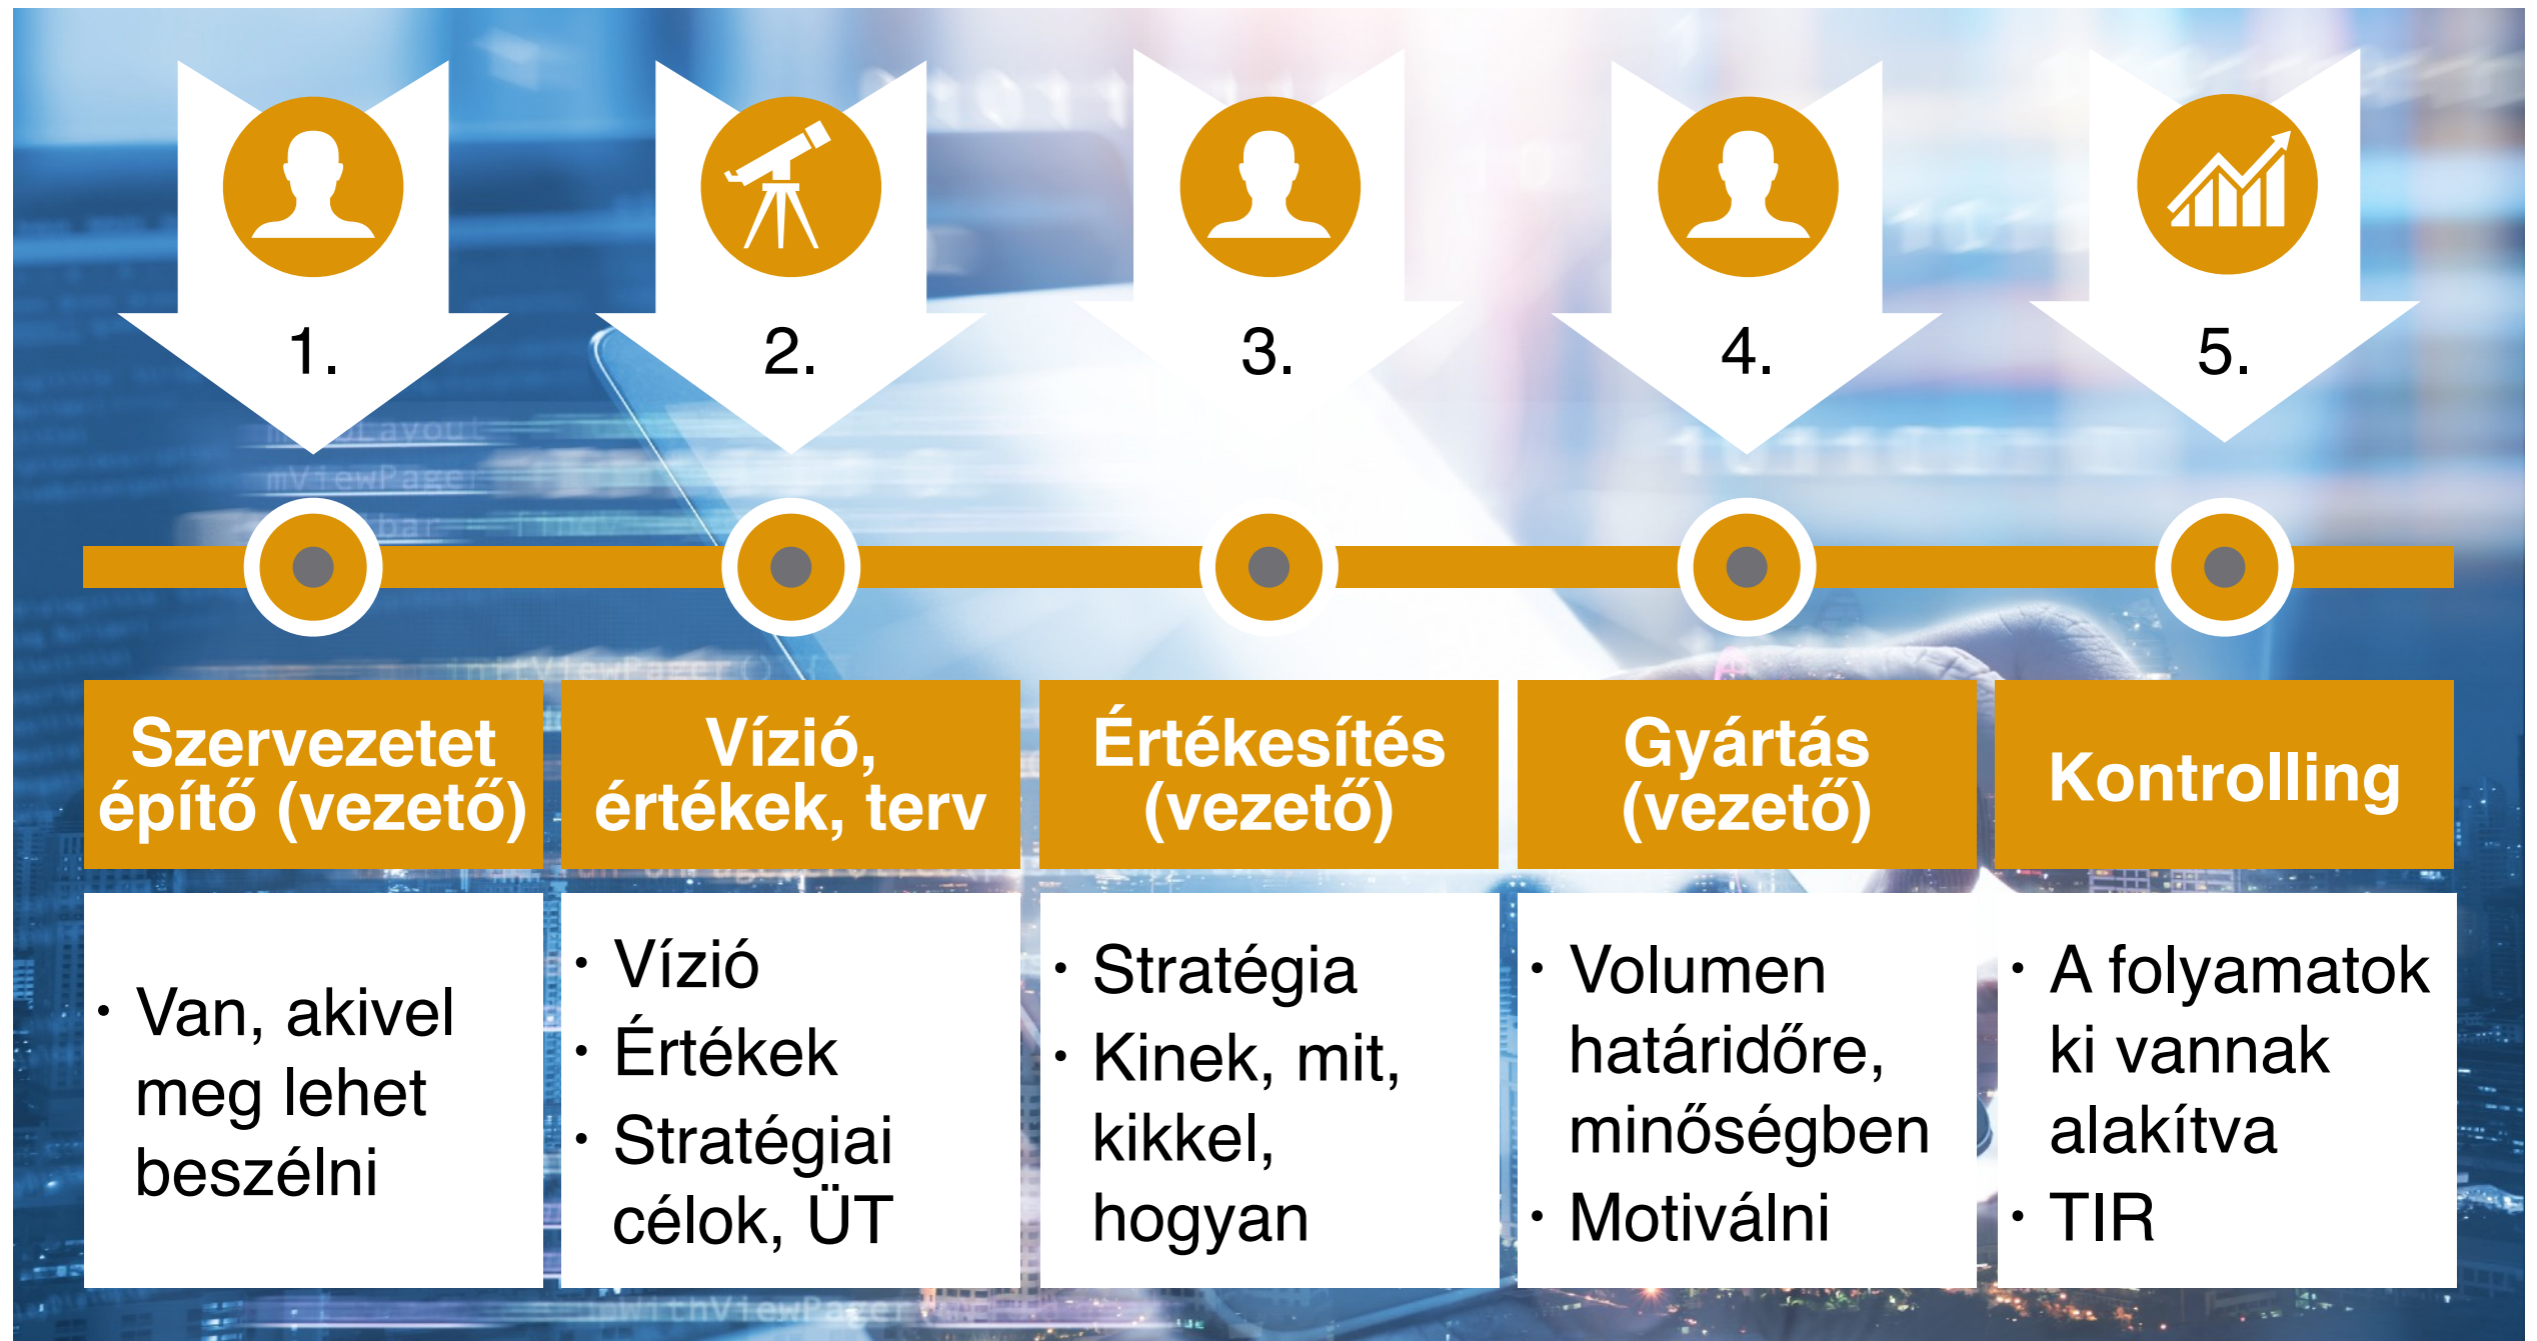 1.
2.
3.
4.
5.
Szervezetet
építő (vezető)
Vízió,
értékek, terv
Értékesítés
(vezető)
Gyártás
(vezető)
Kontrolling
• Van, akivel
meg lehet
beszélni
• Vízió
• Értékek
• Stratégiai
célok, ÜT
• Stratégia
• Kinek, mit,
kikkel,
hogyan
• Volumen
határidőre,
minőségben
• Motiválni
• A folyamatok
ki vannak
alakítva
• TIR